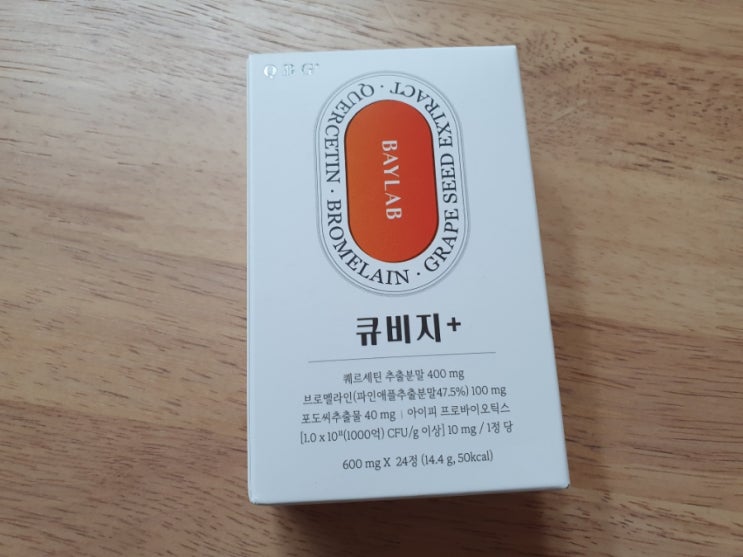 QBG+
QUERCETIN · BROMELAIN · GRAPE SEED EXTRACT ·
BAYLAB
큐비지+
퀘르세틴 추출분말 400 mg
브로멜라인(파인애플추출분말47.5%) 100 mg
포도씨추출물 40 mg | 아이피 프로바이오틱스
[1.0 x 10¹¹(1000억) CFU/g 이상] 10 mg / 1정 당
600 mg X 24정 (14.4 g, 50kcal)